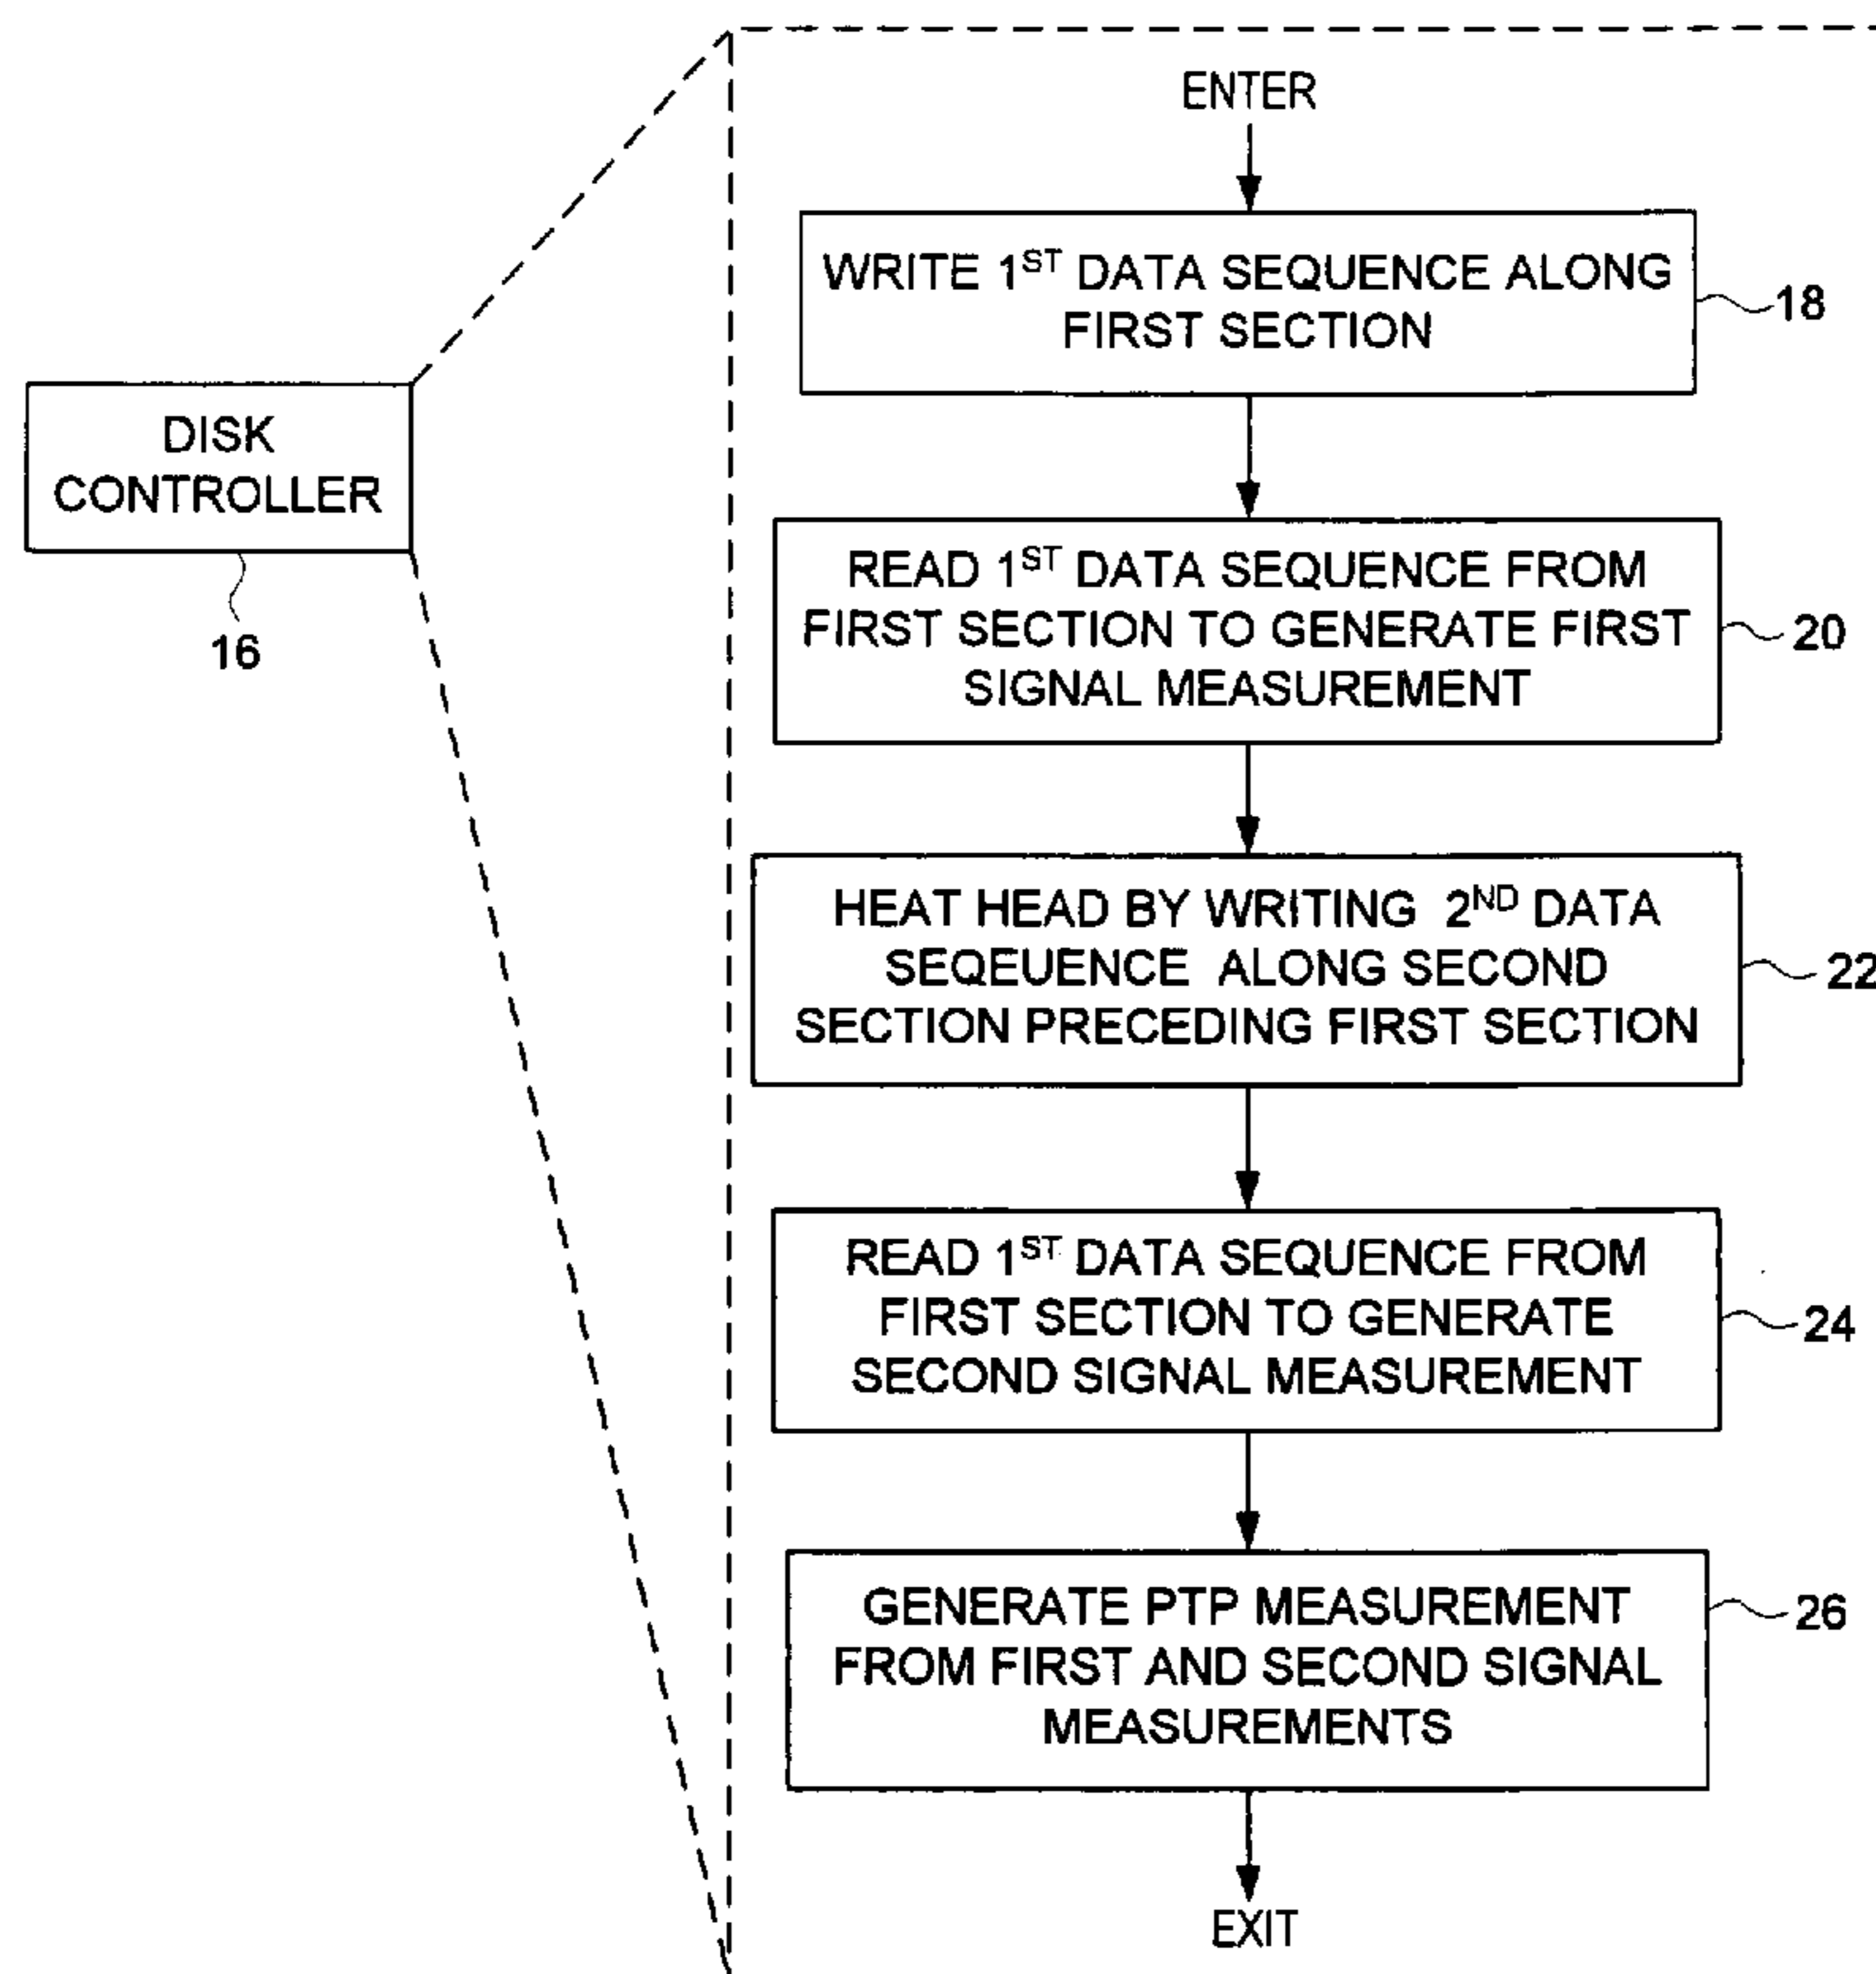 DISK
CONTROLLER
16
ENTER
WRITE 1ST DATA SEQUENCE ALONG
FIRST SECTION
18
READ 1ST DATA SEQUENCE FROM
FIRST SECTION TO GENERATE FIRST
SIGNAL MEASUREMENT
20
HEAT HEAD BY WRITING 2ND DATA
SEQEUENCE ALONG SECOND
SECTION PRECEDING FIRST SECTION
22
READ 1ST DATA SEQUENCE FROM
FIRST SECTION TO GENERATE
SECOND SIGNAL MEASUREMENT
24
GENERATE PTP MEASUREMENT
FROM FIRST AND SECOND SIGNAL
MEASUREMENTS
26
EXIT